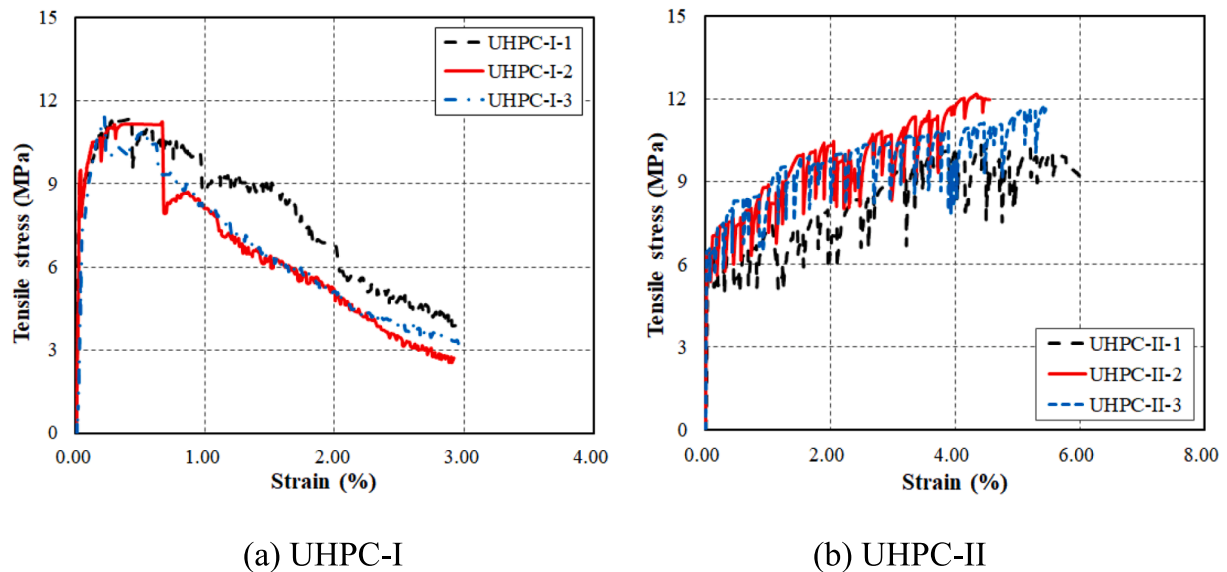 15
12
9
6
3
0
Tensile stress (MPa)
0.00 1.00 2.00 3.00 4.00
Strain (%)
UHPC-I-1
UHPC-I-2
UHPC-I-3
(a) UHPC-I
15
12
9
6
3
0
Tensile stress (MPa)
0.00 2.00 4.00 6.00 8.00
Strain (%)
UHPC-II-1
UHPC-II-2
UHPC-II-3
(b) UHPC-II